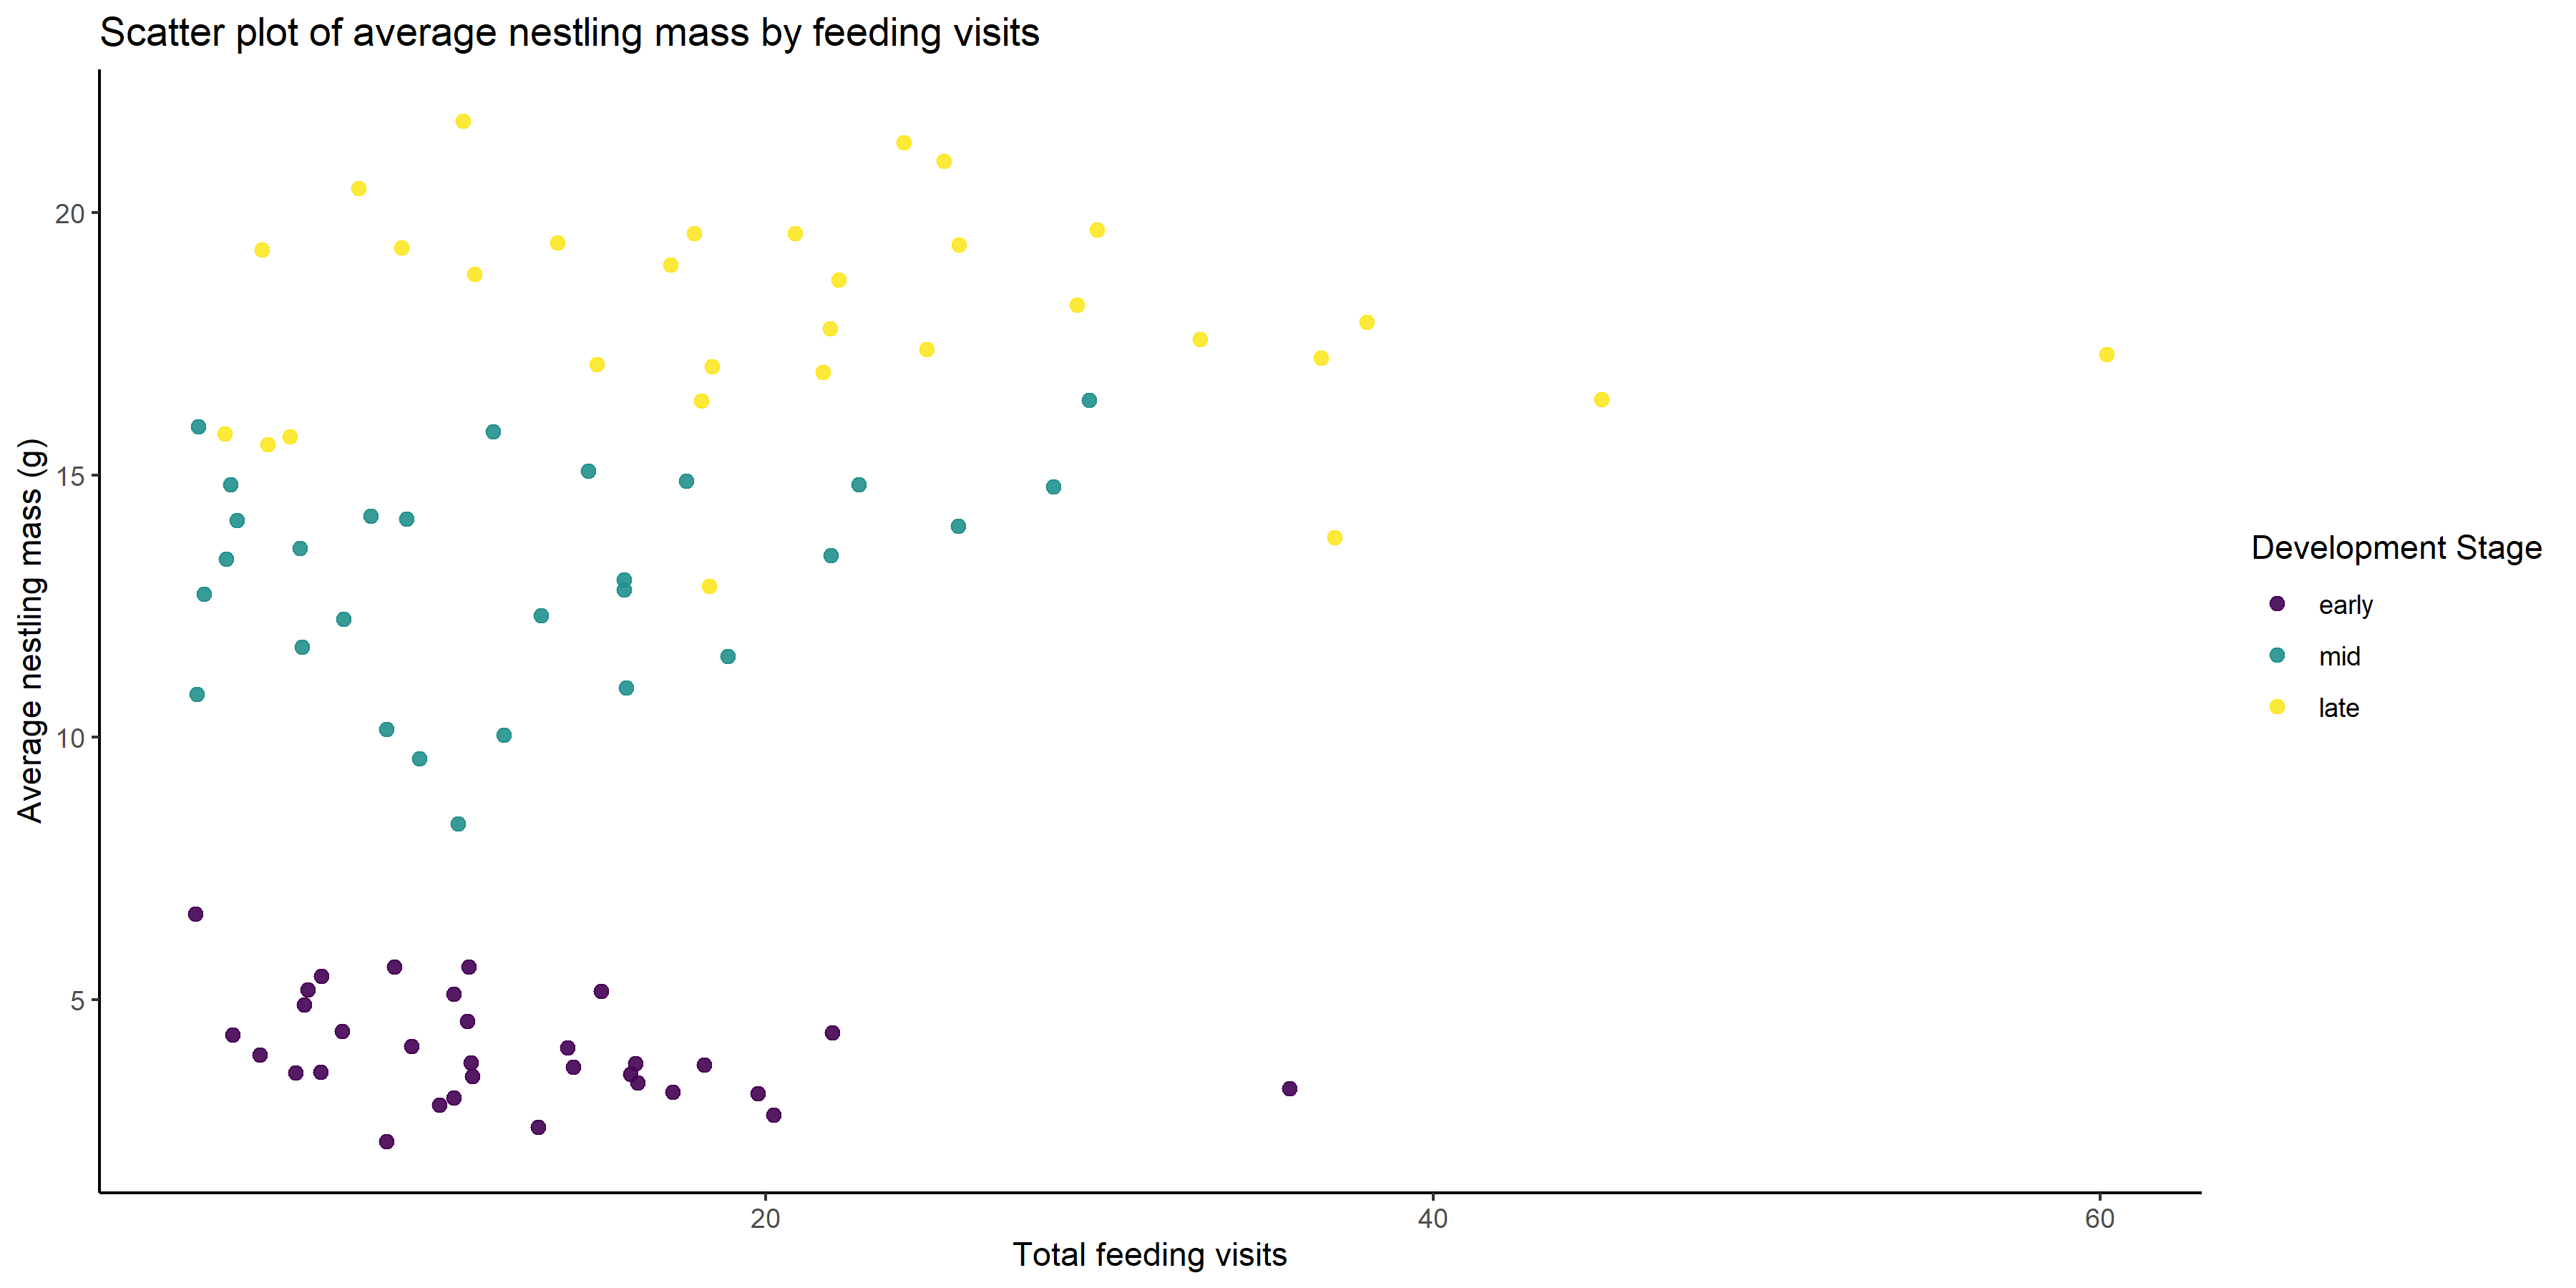 Scatter plot of average nestling mass by feeding visits
Average nestling mass (g)
20
15
10
5
20
40
60
Total feeding visits
Development Stage
early
mid
late